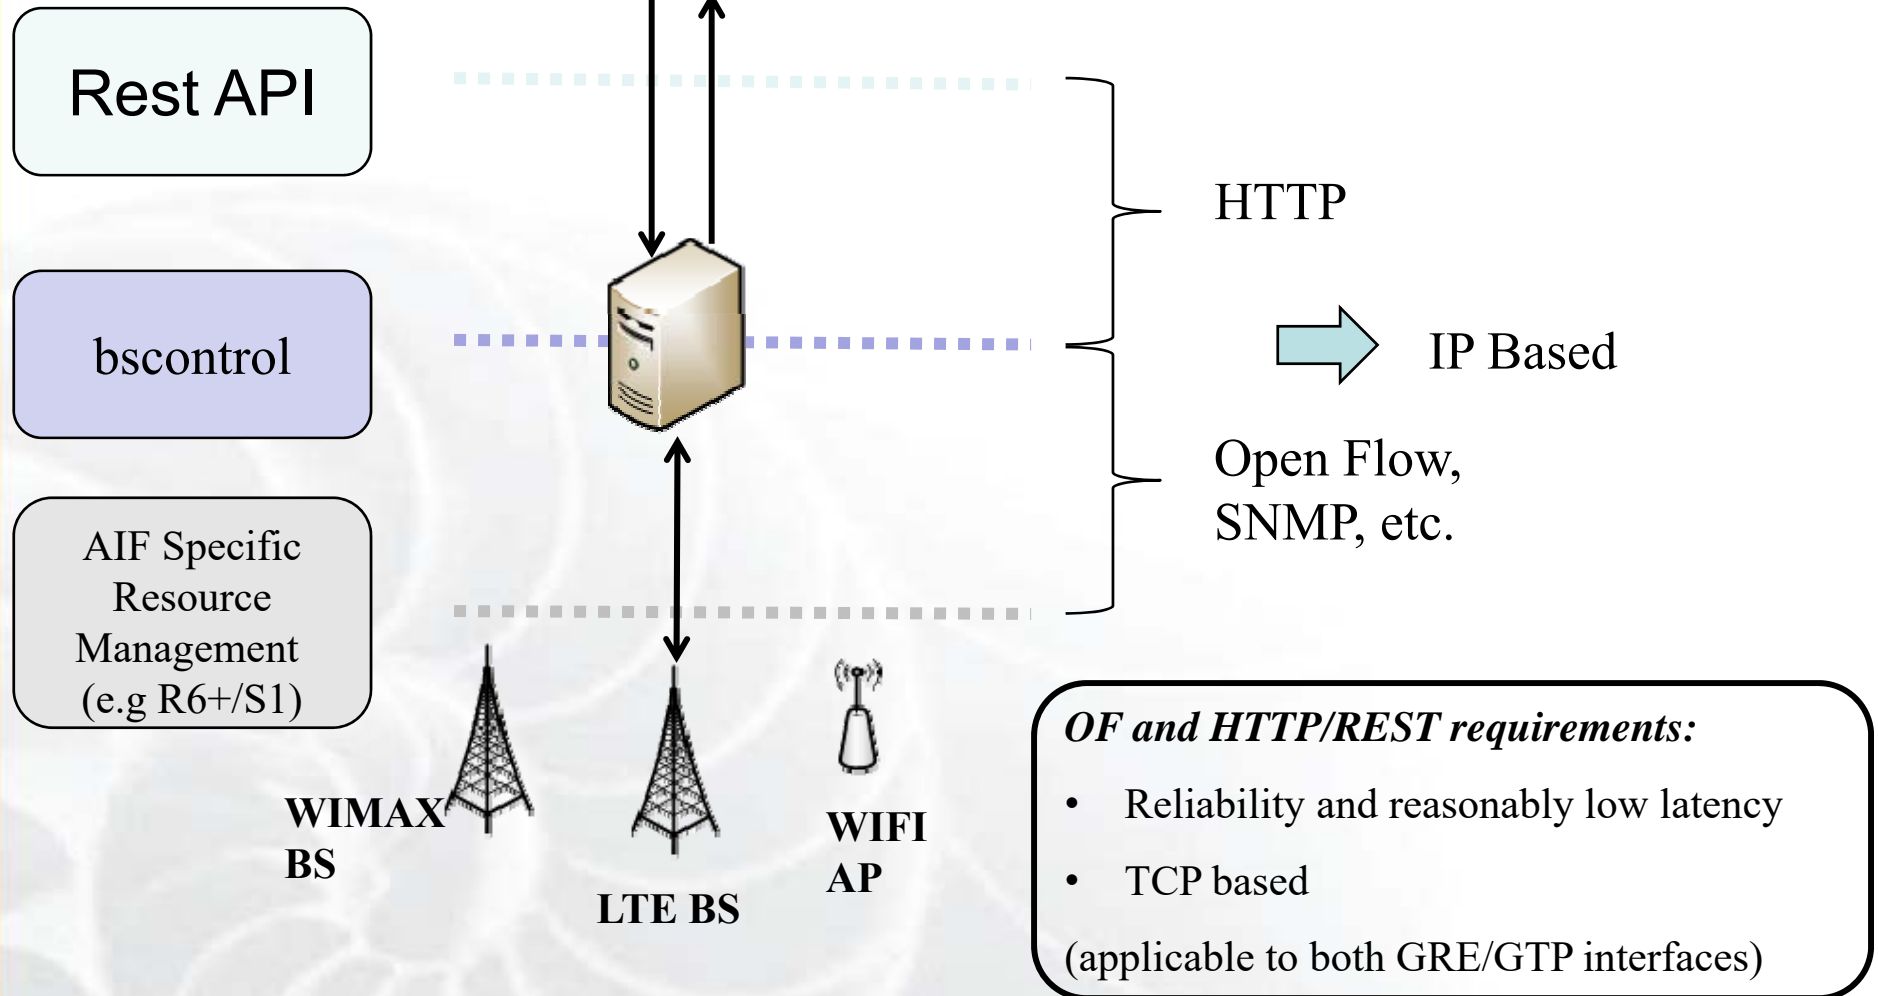 Rest API
HTTP
bscontrol
IP Based
Open Flow,
SNMP, etc.
AIF Specific
Resource
Management
(e.g R6+/S1)
WIMAX
BS
LTE BS
WIFI
AP
OF and HTTP/REST requirements:
• Reliability and reasonably low latency
• TCP based
(applicable to both GRE/GTP interfaces)